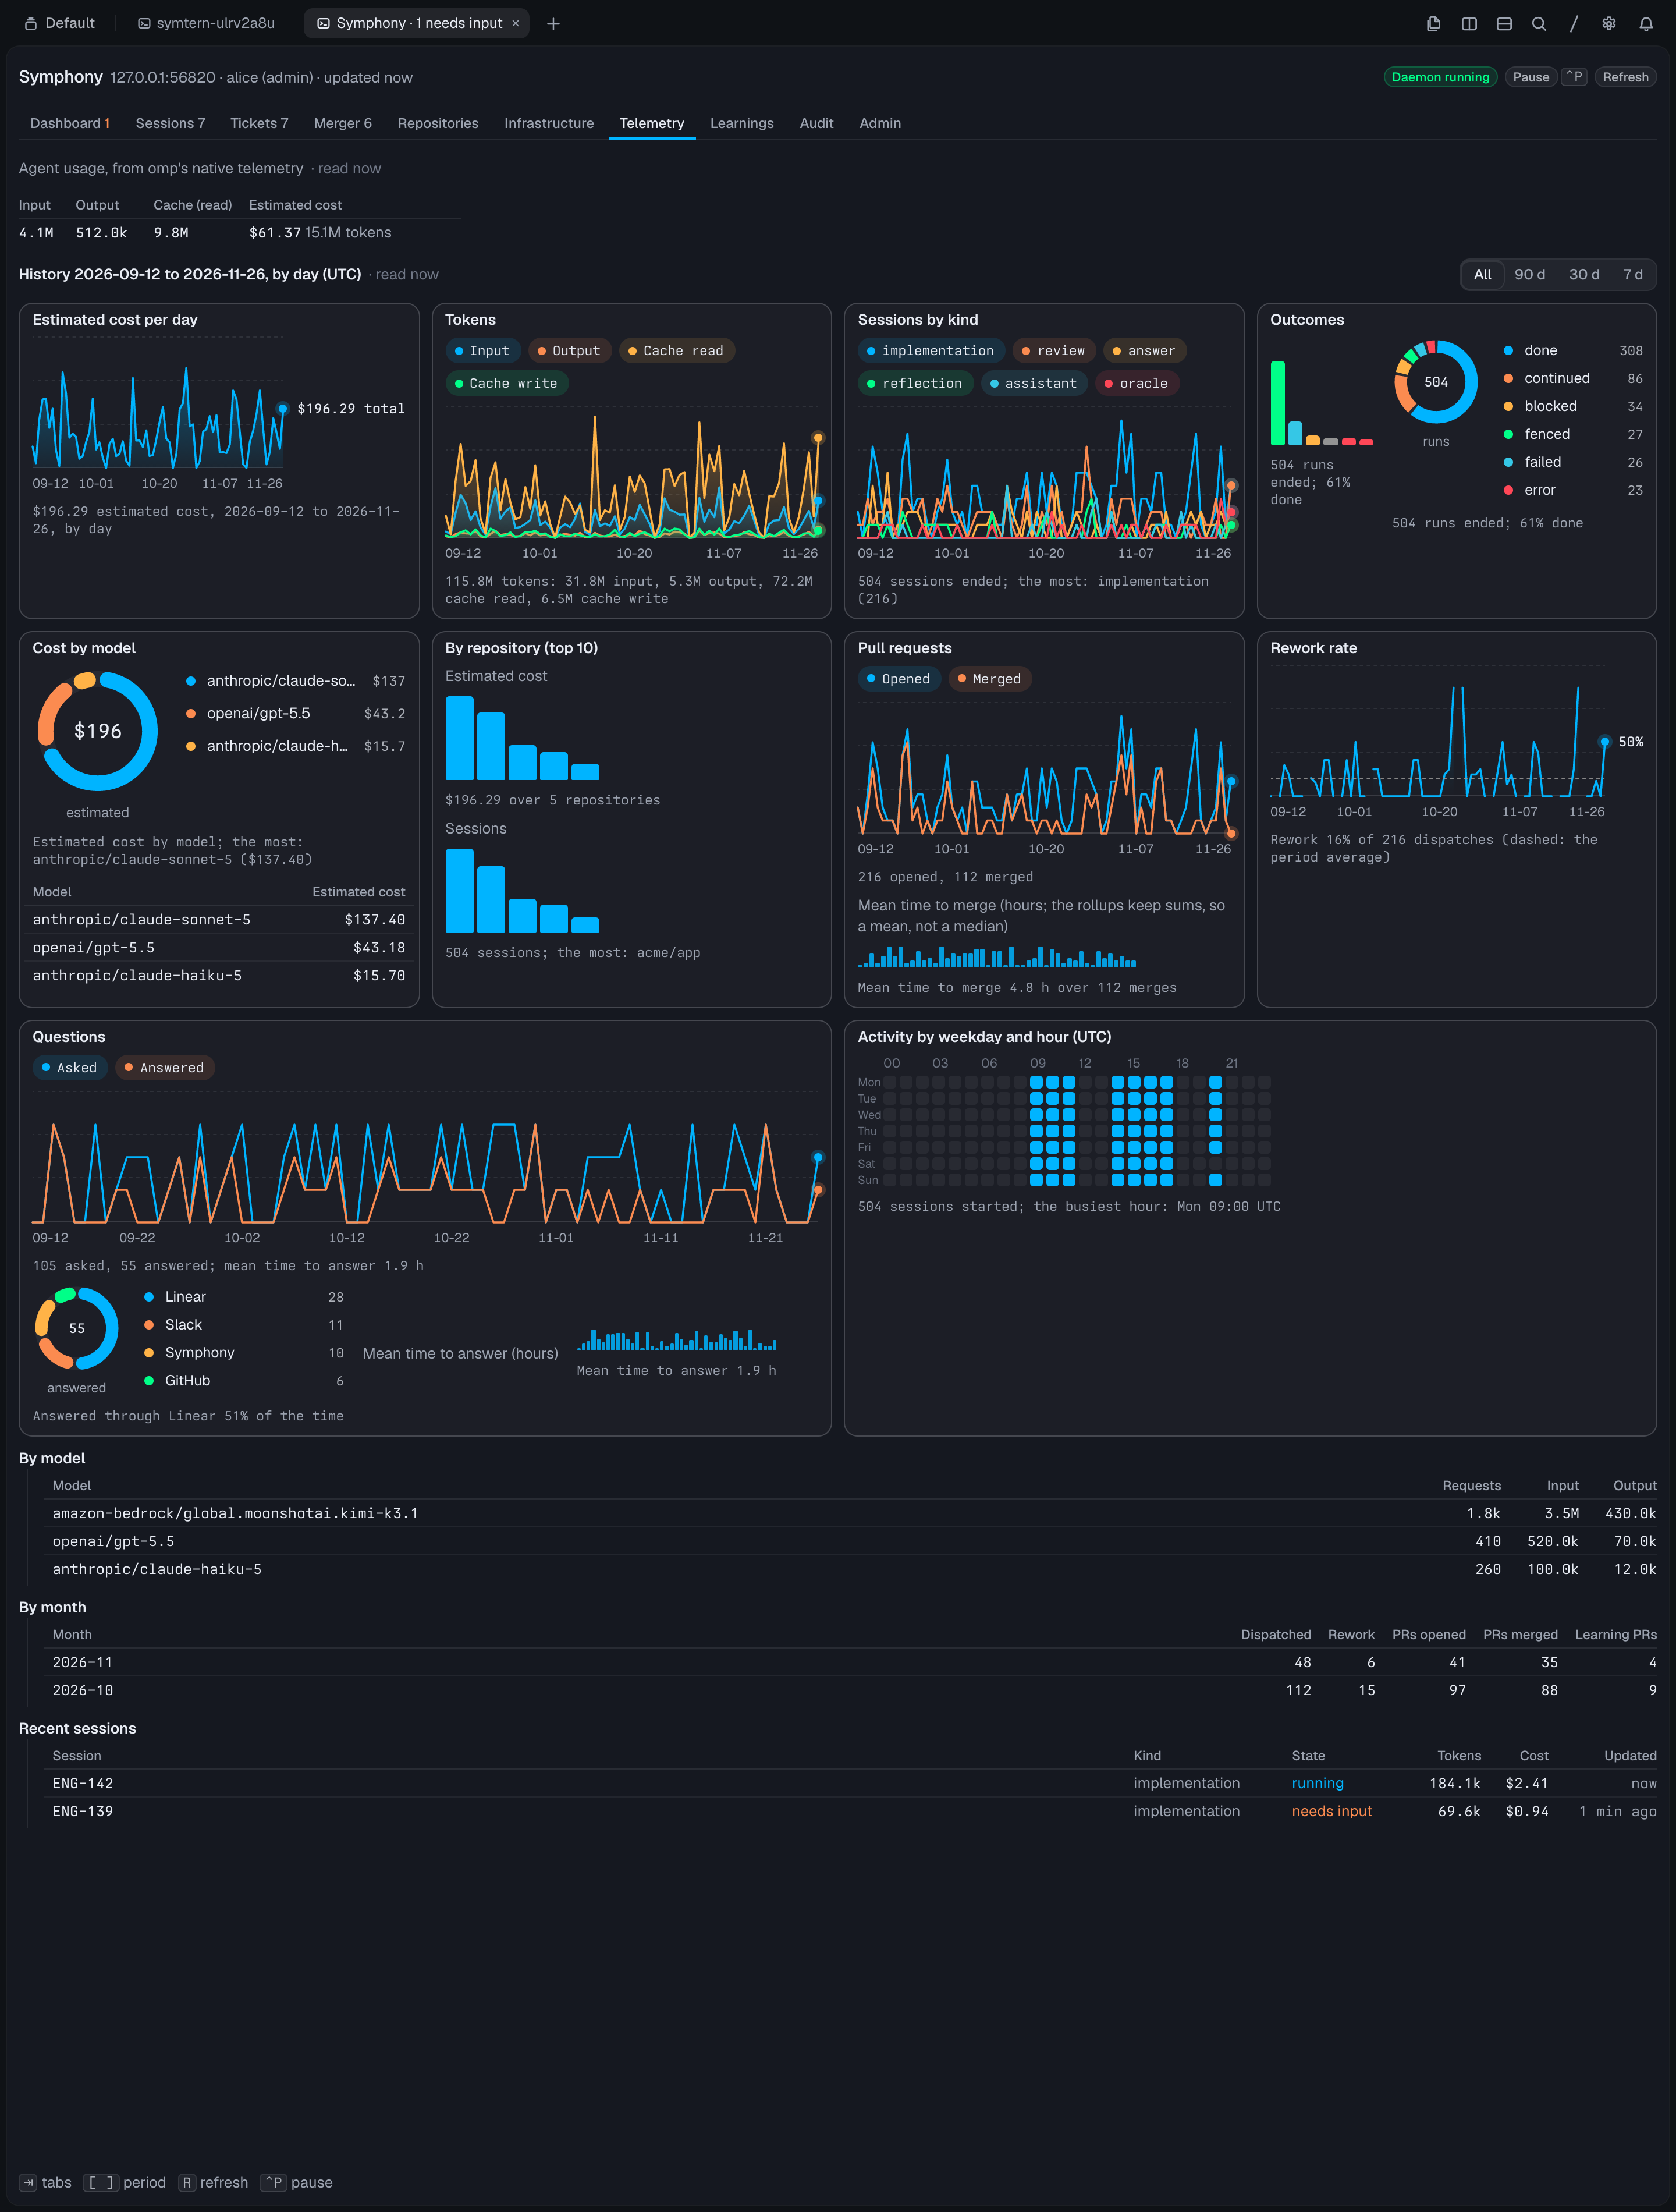 Default
symtern-ulrv2a8u
Symphony · 1 needs input ×
Symphony 127.0.0.1:56820 · alice (admin) · updated now
Daemon running
Pause
^P
Refresh
Dashboard 1
Sessions 7
Tickets 7
Merger 6
Repositories
Infrastructure
Telemetry
Learnings
Audit
Admin
Agent usage, from omp's native telemetry · read now
Input Output Cache (read) Estimated cost
4.1M 512.0k 9.8M $61.37 15.1M tokens
History 2026-09-12 to 2026-11-26, by day (UTC) · read now
All 90 d 30 d 7 d
Estimated cost per day
$196.29 total
09-12 10-01 10-20 11-07 11-26
$196.29 estimated cost, 2026-09-12 to 2026-11-
26, by day
Tokens
Input Output Cache read
Cache write
09-12 10-01 10-20 11-07 11-26
115.8M tokens: 31.8M input, 5.3M output, 72.2M
cache read, 6.5M cache write
Sessions by kind
implementation review answer
reflection assistant oracle
09-12 10-01 10-20 11-07 11-26
504 sessions ended; the most: implementation
(216)
Outcomes
504 runs
ended; 61%
done
504
runs
done 308
continued 86
blocked 34
fenced 27
failed 26
error 23
504 runs ended; 61% done
Cost by model
$196
estimated
anthropic/claude-so... $137
openai/gpt-5.5 $43.2
anthropic/claude-h... $15.7
Estimated cost by model; the most:
anthropic/claude-sonnet-5 ($137.40)
Model Estimated cost
anthropic/claude-sonnet-5 $137.40
openai/gpt-5.5 $43.18
anthropic/claude-haiku-5 $15.70
By repository (top 10)
Estimated cost
$196.29 over 5 repositories
Sessions
504 sessions; the most: acme/app
Pull requests
Opened Merged
09-12 10-01 10-20 11-07 11-26
216 opened, 112 merged
Mean time to merge (hours; the rollups keep sums, so
a mean, not a median)
Mean time to merge 4.8 h over 112 merges
Rework rate
50%
09-12 10-01 10-20 11-07 11-26
Rework 16% of 216 dispatches (dashed: the
period average)
Questions
Asked Answered
09-12 09-22 10-02 10-12 10-22 11-01 11-11 11-21
105 asked, 55 answered; mean time to answer 1.9 h
55
answered
Linear 28
Slack 11
Symphony 10
GitHub 6
Answered through Linear 51% of the time
Mean time to answer (hours)
Mean time to answer 1.9 h
Activity by weekday and hour (UTC)
00 03 06 09 12 15 18 21
Mon
Tue
Wed
Thu
Fri
Sat
Sun
504 sessions started; the busiest hour: Mon 09:00 UTC
By model
Model Requests Input Output
amazon-bedrock/global.moonshotai.kimi-k3.1 1.8k 3.5M 430.0k
openai/gpt-5.5 410 520.0k 70.0k
anthropic/claude-haiku-5 260 100.0k 12.0k
By month
Month Dispatched Rework PRs opened PRs merged Learning PRs
2026-11 48 6 41 35 4
2026-10 112 15 97 88 9
Recent sessions
Session Kind State Tokens Cost Updated
ENG-142 implementation running 184.1k $2.41 now
ENG-139 implementation needs input 69.6k $0.94 1 min ago
⇥ tabs [ ] period R refresh ^P pause